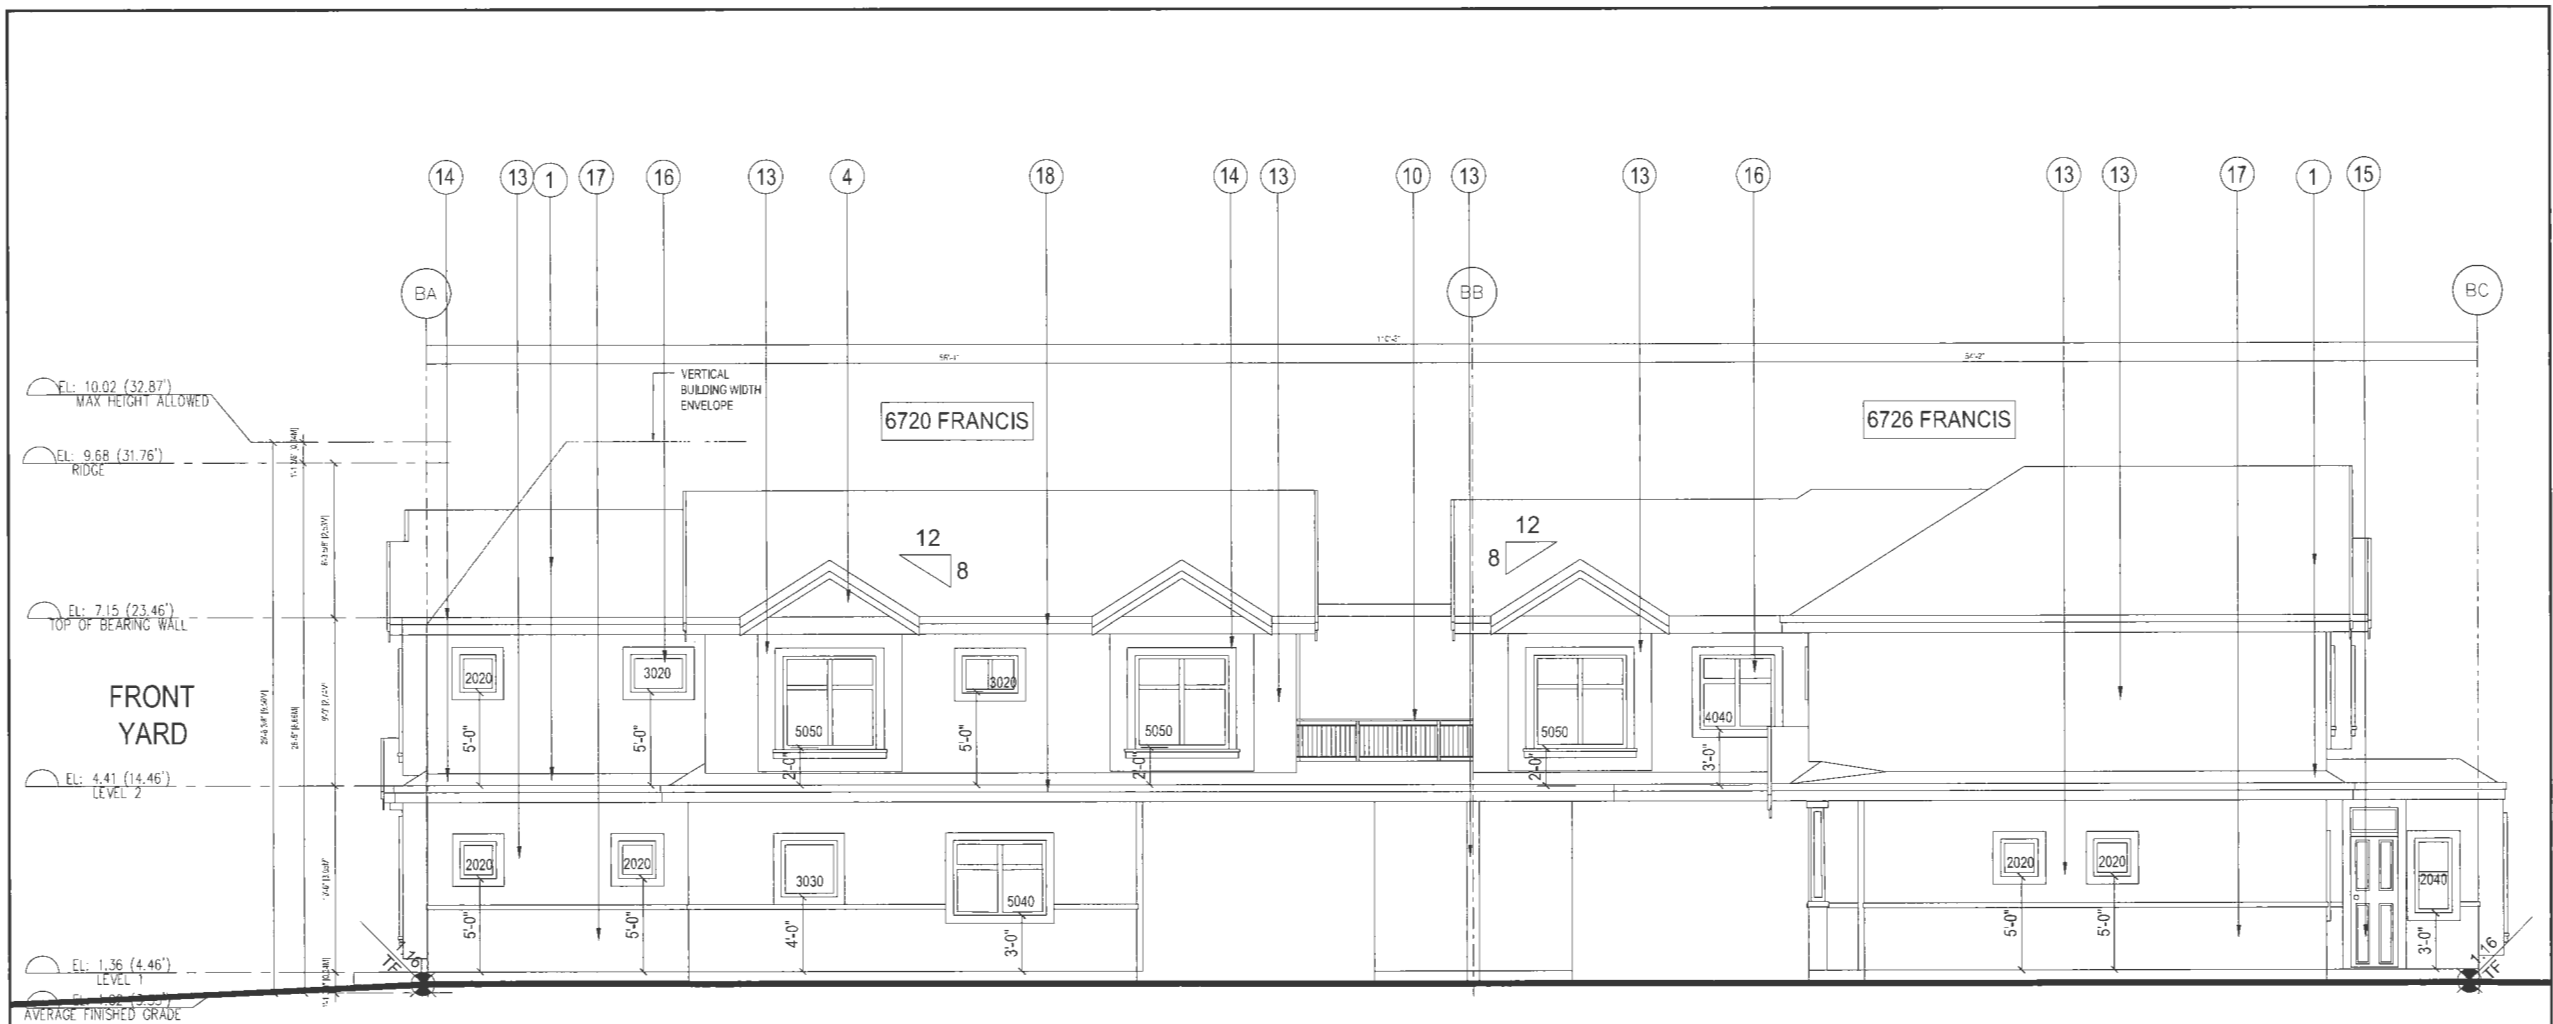 14 13 1 17 16 13 4 18 14 13 10 13 13 16 13 13 17 1 15
BA BB BC
54'-2"
VERTICAL
BUILDING WIDTH
ENVELOPE
6720 FRANCIS
6726 FRANCIS
EL: 10.02 (32.87')
MAX HEIGHT ALLOWED
EL: 9.68 (31.76')
RIDGE
12
8
12
8
EL: 7.15 (23.46')
TOP OF BEARING WALL
FRONT
YARD
2020 3020 5050 3020 5050 5050 4040
5'-0" 5'-0" 2'-0" 5'-0" 2'-0" 2'-0" 3'-0"
EL: 4.41 (14.46')
LEVEL 2
2020 2020 3030 5040 2020 2020 2040
5'-0" 5'-0" 4'-0" 3'-0" 5'-0" 5'-0" 3'-0"
EL: 1.36 (4.46')
LEVEL 1
TF
TF
AVERAGE FINISHED GRADE